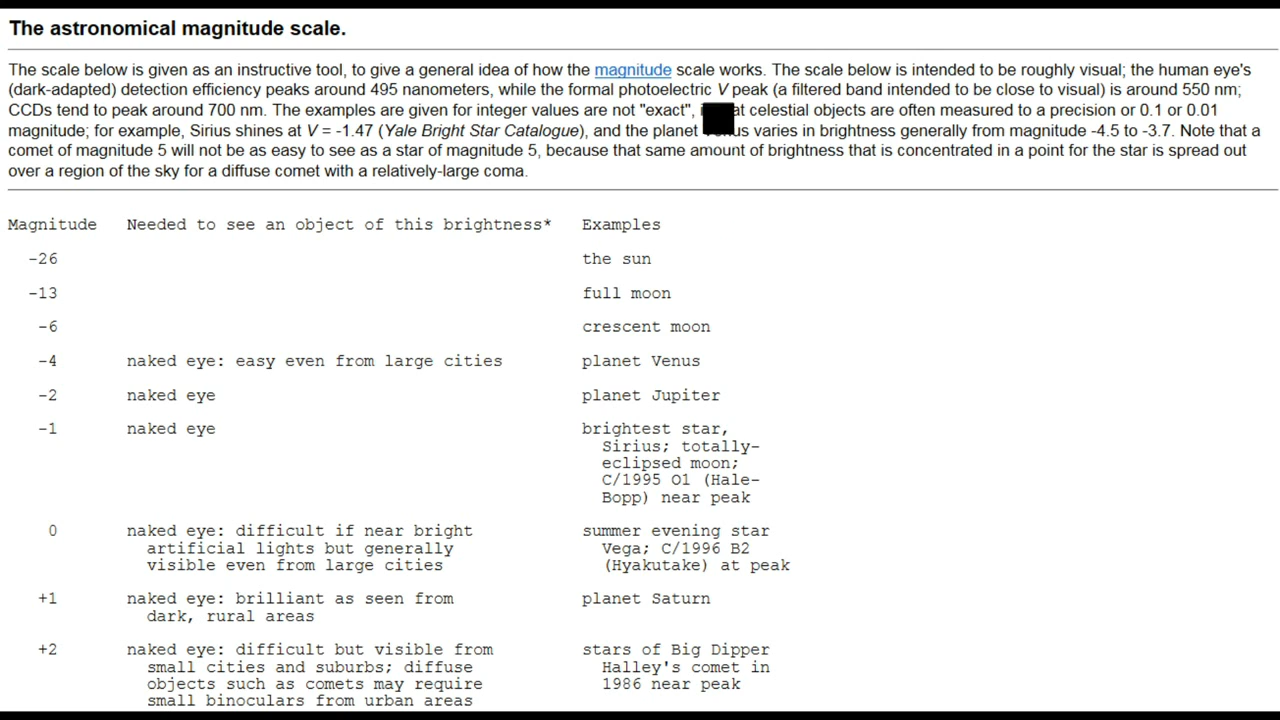 The astronomical magnitude scale.
The scale below is given as an instructive tool, to give a general idea of how the magnitude scale works. The scale below is intended to be roughly visual; the human eye's
(dark-adapted) detection efficiency peaks around 495 nanometers, while the formal photoelectric V peak (a filtered band intended to be close to visual) is around 550 nm;
CCDs tend to peak around 700 nm. The examples are given for integer values are not "exact", at celestial objects are often measured to a precision or 0.1 or 0.01
magnitude; for example, Sirius shines at V = -1.47 (Yale Bright Star Catalogue), and the planet varies in brightness generally from magnitude -4.5 to -3.7. Note that a
comet of magnitude 5 will not be as easy to see as a star of magnitude 5, because that same amount of brightness that is concentrated in a point for the star is spread out
over a region of the sky for a diffuse comet with a relatively-large coma.
Magnitude Needed to see an object of this brightness* Examples
-26 the sun
-13 full moon
-6 crescent moon
-4 naked eye: easy even from large cities planet Venus
-2 naked eye planet Jupiter
-1 naked eye brightest star,
Sirius; totally-
eclipsed moon;
C/1995 O1 (Hale-
Bopp) near peak
0 naked eye: difficult if near bright summer evening star
artificial lights but generally Vega; C/1996 B2
visible even from large cities (Hyakutake) at peak
+1 naked eye: brilliant as seen from planet Saturn
dark, rural areas
+2 naked eye: difficult but visible from stars of Big Dipper
small cities and suburbs; diffuse Halley's comet in
objects such as comets may require 1986 near peak
small binoculars from urban areas